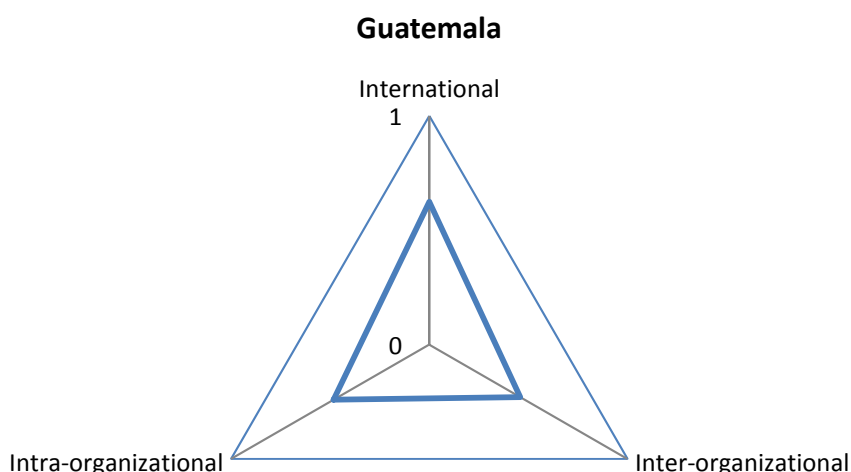 Guatemala
International
1
0
Intra-organizational
Inter-organizational